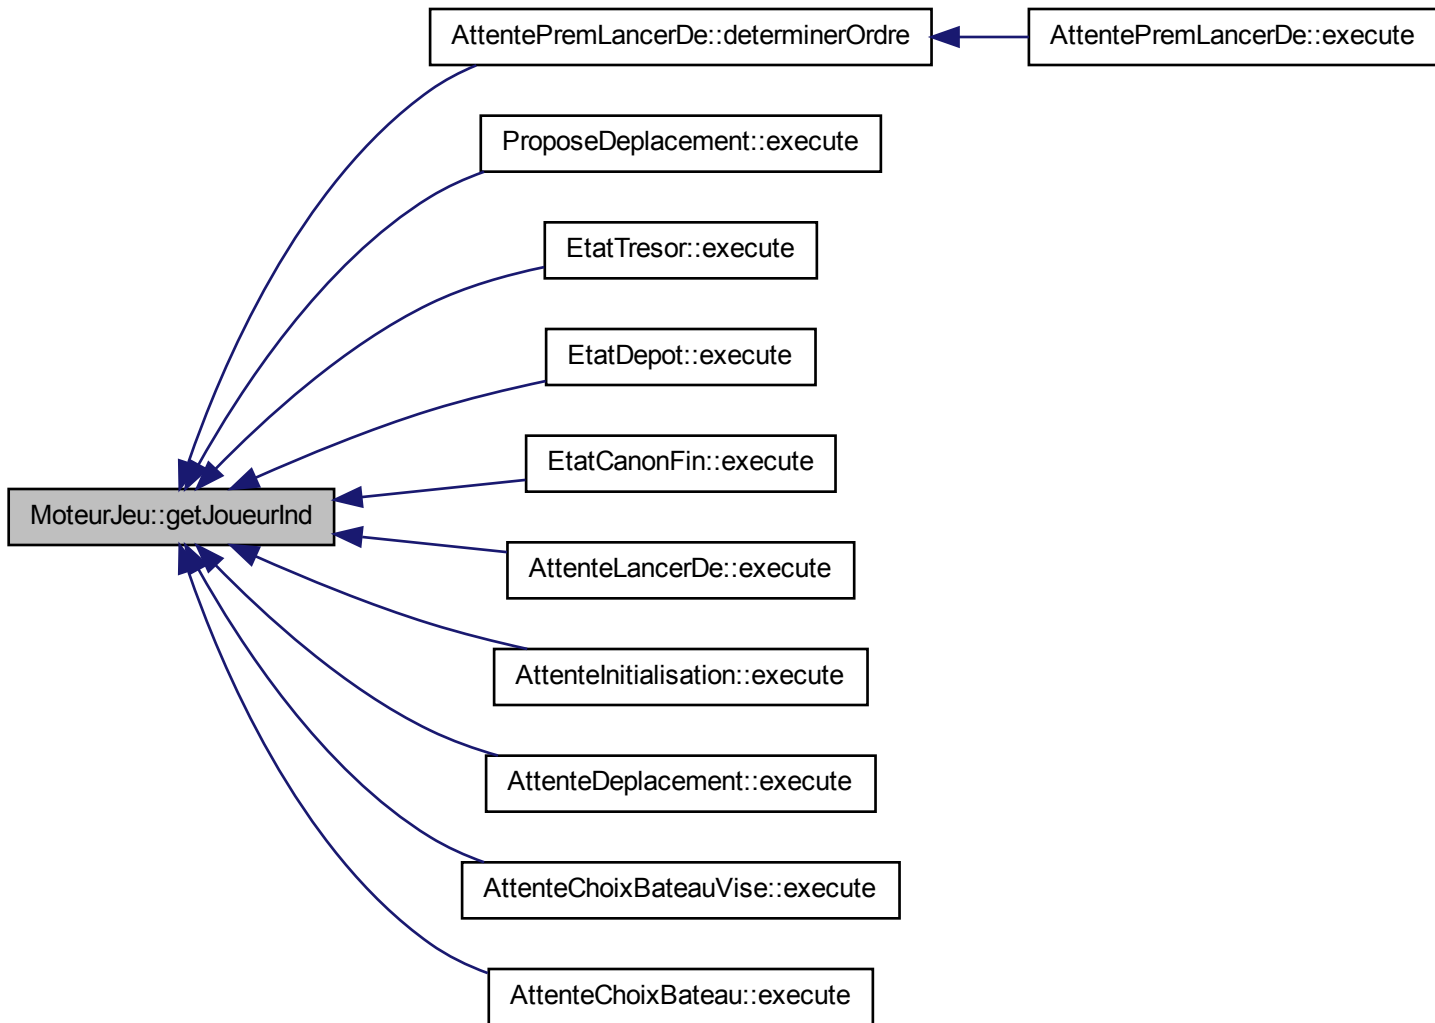 AttentePremLancerDe::determinerOrdre
AttentePremLancerDe::execute
ProposeDeplacement::execute
EtatTresor::execute
EtatDepot::execute
EtatCanonFin::execute
MoteurJeu::getJoueurInd
AttenteLancerDe::execute
AttenteInitialisation::execute
AttenteDeplacement::execute
AttenteChoixBateauVise::execute
AttenteChoixBateau::execute